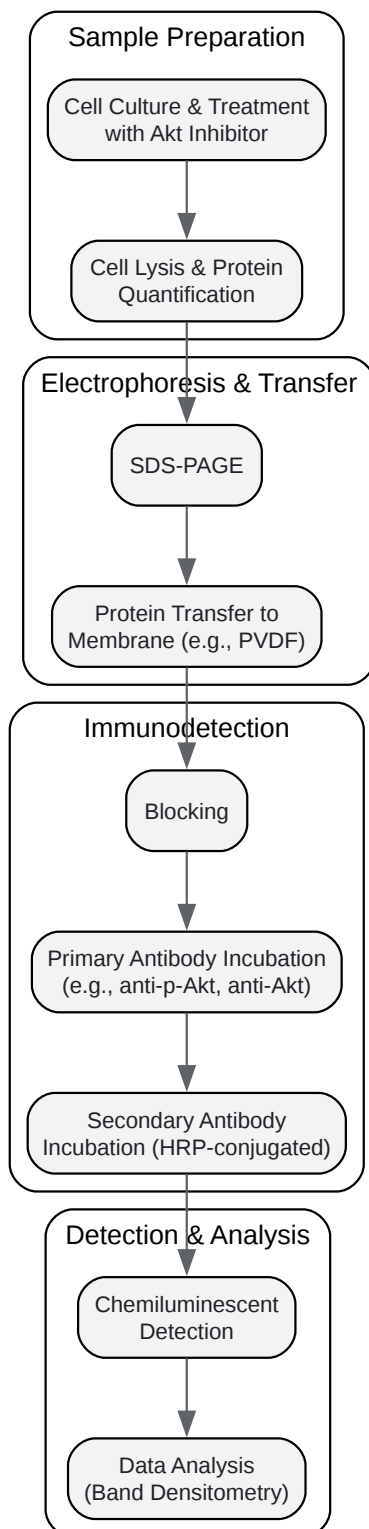 Sample Preparation
Cell Culture & Treatment
with Akt Inhibitor
Cell Lysis & Protein
Quantification
Electrophoresis & Transfer
SDS-PAGE
Protein Transfer to
Membrane (e.g., PVDF)
Immunodetection
Blocking
Primary Antibody Incubation
(e.g., anti-p-Akt, anti-Akt)
Secondary Antibody
Incubation (HRP-conjugated)
Detection & Analysis
Chemiluminescent
Detection
Data Analysis
(Band Densitometry)